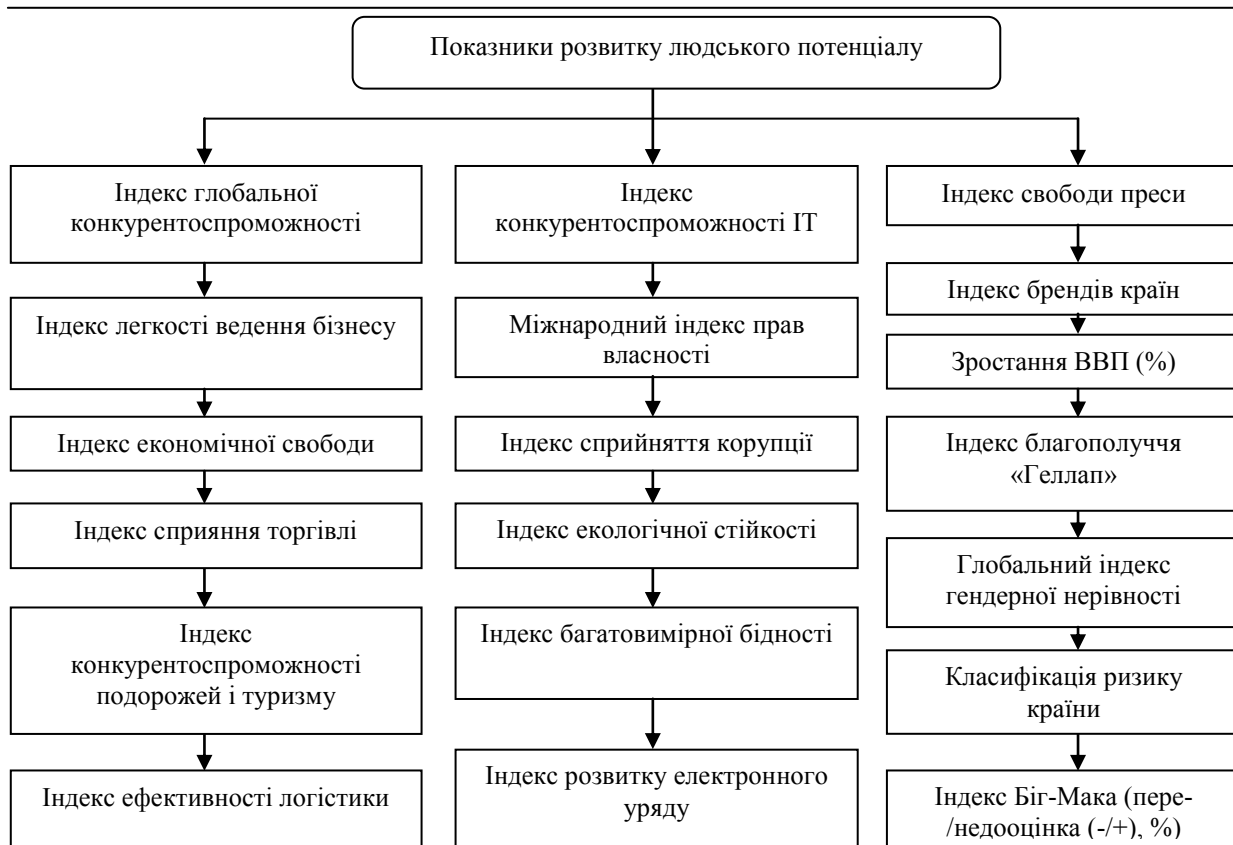 Показники розвитку людського потенціалу
Індекс глобальної
конкурентоспроможності
Індекс легкості ведення бізнесу
Індекс економічної свободи
Індекс сприяння торгівлі
Індекс
конкурентоспроможності
подорожей і туризму
Індекс ефективності логістики
Індекс
конкурентоспроможності ІТ
Міжнародний індекс прав
власності
Індекс сприйняття корупції
Індекс екологічної стійкості
Індекс багатовимірної бідності
Індекс розвитку електронного
уряду
Індекс свободи преси
Індекс брендів країн
Зростання ВВП (%)
Індекс благополуччя
«Геллап»
Глобальний індекс
гендерної нерівності
Класифікація ризику
країни
Індекс Біг-Мака (пере-
/недооцінка (-/+), %)